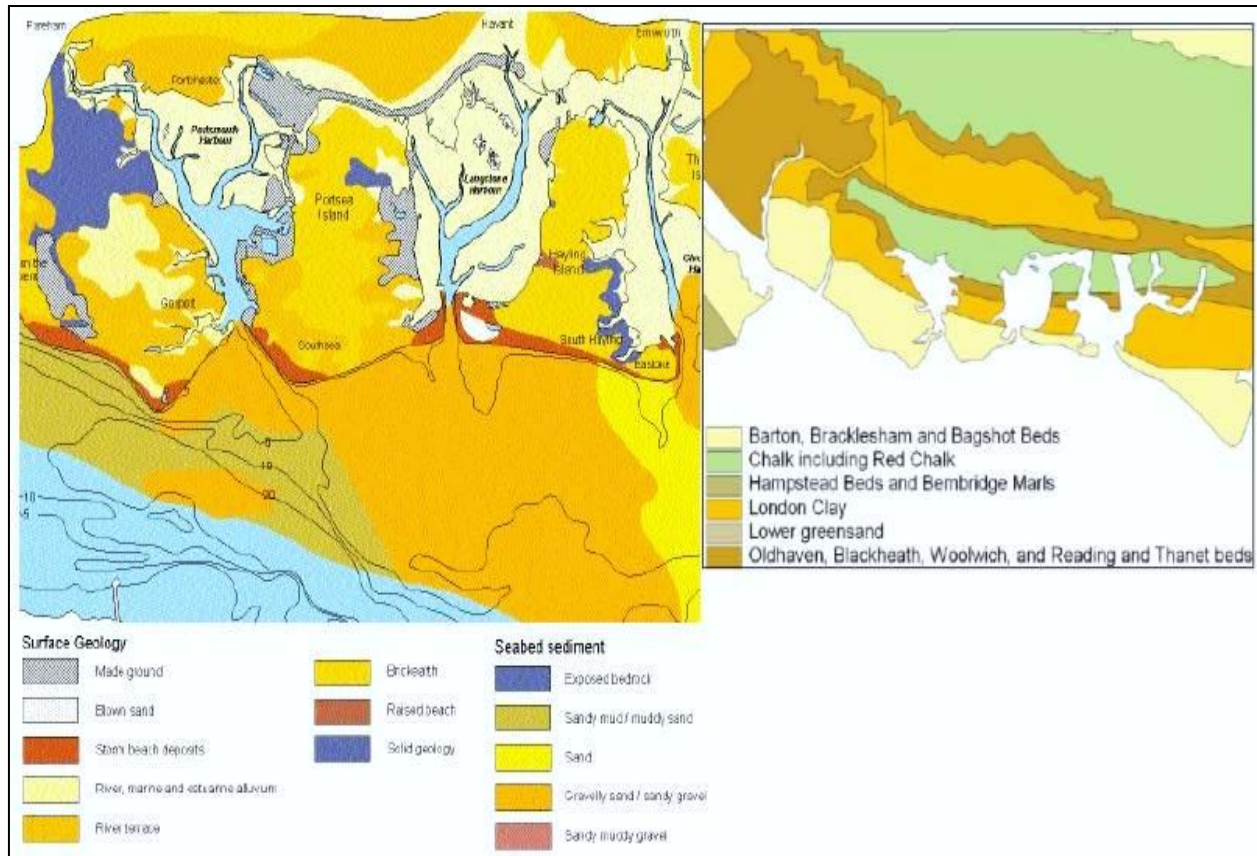 Fareham
Havant
Emsworth
Portchester
Portsmouth
Harbour
Langstone
Harbour
Portsea
Island
Hayling
Island
Gosport
Southsea
South Hayling
Eastoke
0
10
20
10
5
Barton, Bracklesham and Bagshot Beds
Chalk including Red Chalk
Hampstead Beds and Bembridge Marls
London Clay
Lower greensand
Oldhaven, Blackheath, Woolwich, and Reading and Thanet beds
Surface Geology
Made ground
Blown sand
Storm beach deposits
River, marine and estuarine alluvium
River terrace
Brickearth
Raised beach
Solid geology
Seabed sediment
Exposed bedrock
Sandy mud / muddy sand
Sand
Gravelly sand / sandy gravel
Sandy muddy gravel